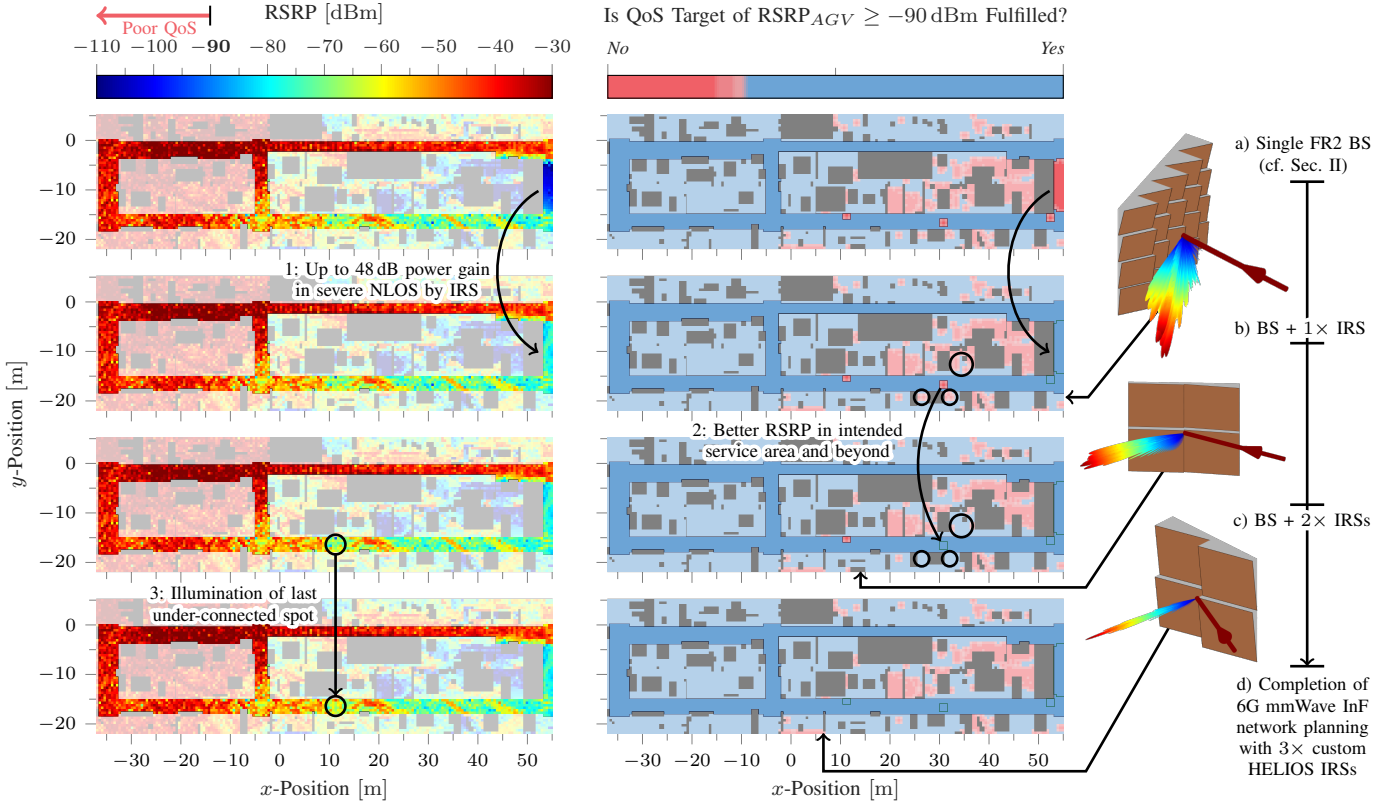 RSRP [dBm]
Poor QoS
−110 −100 −90 −80 −70 −60 −50 −40 −30
Is QoS Target of RSRP_AGV ≥ −90 dBm Fulfilled?
No
Yes
0
−10
−20
0
−10
−20
0
−10
−20
0
−10
−20
y-Position [m]
1: Up to 48 dB power gain
in severe NLOS by IRS
3: Illumination of last
under-connected spot
2: Better RSRP in intended
service area and beyond
−30 −20 −10 0 10 20 30 40 50
x-Position [m]
−30 −20 −10 0 10 20 30 40 50
x-Position [m]
a) Single FR2 BS
(cf. Sec. II)
b) BS + 1× IRS
c) BS + 2× IRSs
d) Completion of
6G mmWave InF
network planning
with 3× custom
HELIOS IRSs